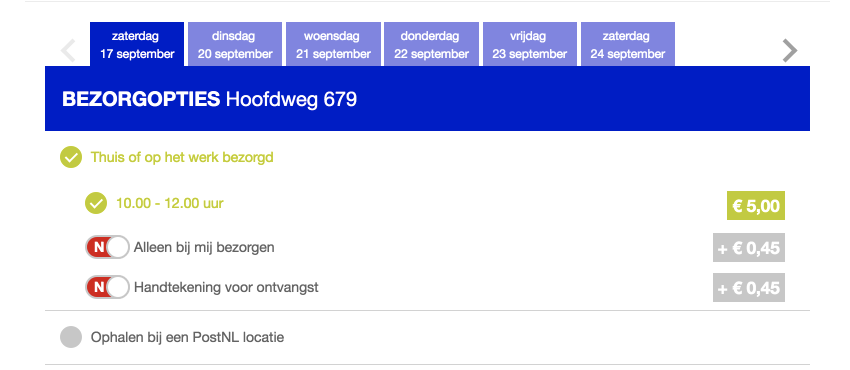 zaterdag
17 september
dinsdag
20 september
woensdag
21 september
donderdag
22 september
vrijdag
23 september
zaterdag
24 september
BEZORGOPTIES Hoofdweg 679
Thuis of op het werk bezorgd
10.00 - 12.00 uur € 5,00
N Alleen bij mij bezorgen + € 0,45
N Handtekening voor ontvangst + € 0,45
Ophalen bij een PostNL locatie